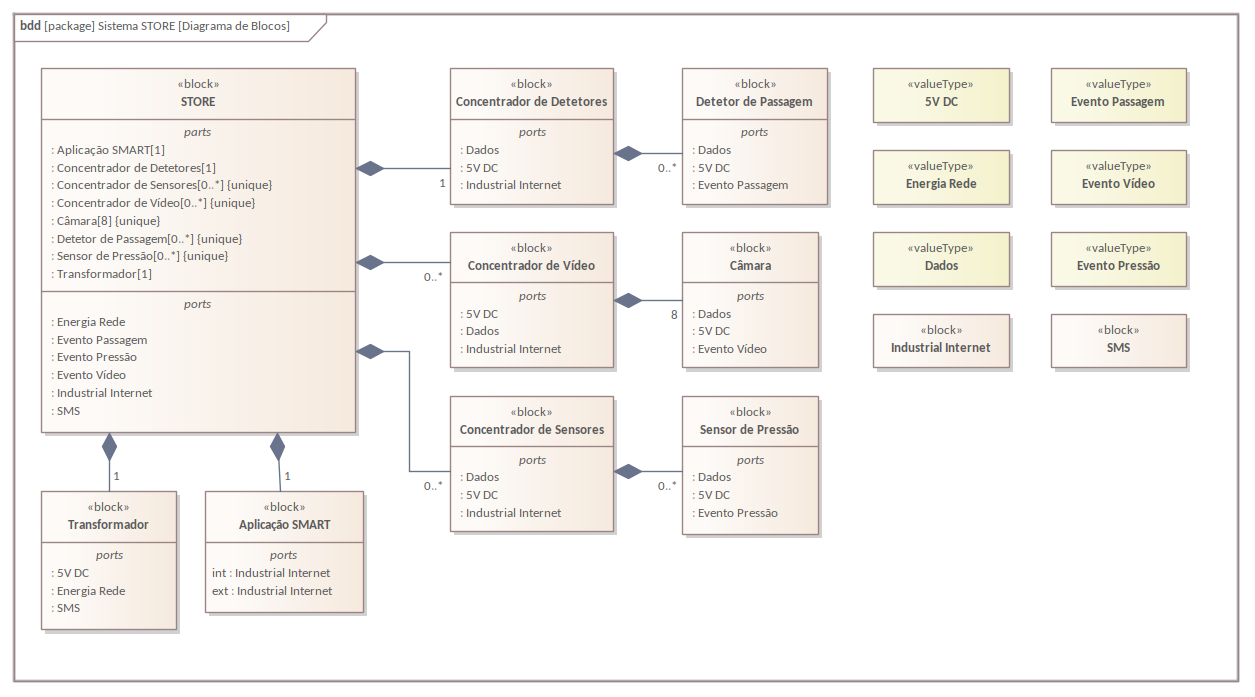 bdd [package] Sistema STORE [Diagrama de Blocos]
«block»
STORE
parts
: Aplicação SMART[1]
: Concentrador de Detetores[1]
: Concentrador de Sensores[0..*] {unique}
: Concentrador de Vídeo[0..*] {unique}
: Câmara[8] {unique}
: Detetor de Passagem[0..*] {unique}
: Sensor de Pressão[0..*] {unique}
: Transformador[1]
ports
: Energia Rede
: Evento Passagem
: Evento Pressão
: Evento Vídeo
: Industrial Internet
: SMS
1
0..*
0..*
1
1
«block»
Transformador
ports
: 5V DC
: Energia Rede
: SMS
«block»
Aplicação SMART
ports
int : Industrial Internet
ext : Industrial Internet
«block»
Concentrador de Detetores
ports
: Dados
: 5V DC
: Industrial Internet
0..*
«block»
Detetor de Passagem
ports
: Dados
: 5V DC
: Evento Passagem
«block»
Concentrador de Vídeo
ports
: 5V DC
: Dados
: Industrial Internet
8
«block»
Câmara
ports
: Dados
: 5V DC
: Evento Vídeo
«block»
Concentrador de Sensores
ports
: Dados
: 5V DC
: Industrial Internet
0..*
«block»
Sensor de Pressão
ports
: Dados
: 5V DC
: Evento Pressão
«valueType»
5V DC
«valueType»
Evento Passagem
«valueType»
Energia Rede
«valueType»
Evento Vídeo
«valueType»
Dados
«valueType»
Evento Pressão
«block»
Industrial Internet
«block»
SMS